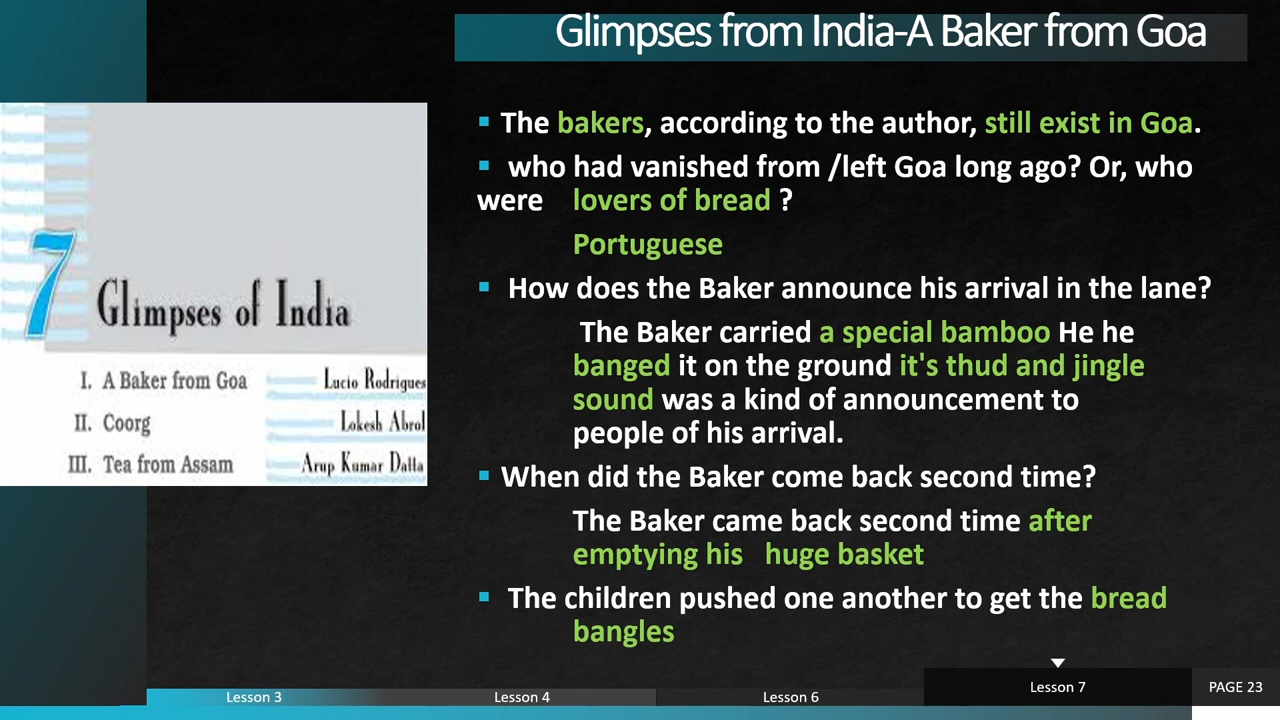 Glimpses from India-A Baker from Goa
7
Glimpses of India
I. A Baker from Goa Lucio Rodrigues
II. Coorg Lokesh Abrol
III. Tea from Assam Arup Kumar Datta
The bakers, according to the author, still exist in Goa.
who had vanished from /left Goa long ago? Or, who
were lovers of bread ?
Portuguese
How does the Baker announce his arrival in the lane?
The Baker carried a special bamboo He he
banged it on the ground it's thud and jingle
sound was a kind of announcement to
people of his arrival.
When did the Baker come back second time?
The Baker came back second time after
emptying his huge basket
The children pushed one another to get the bread
bangles
Lesson 3 Lesson 4 Lesson 6 Lesson 7 PAGE 23